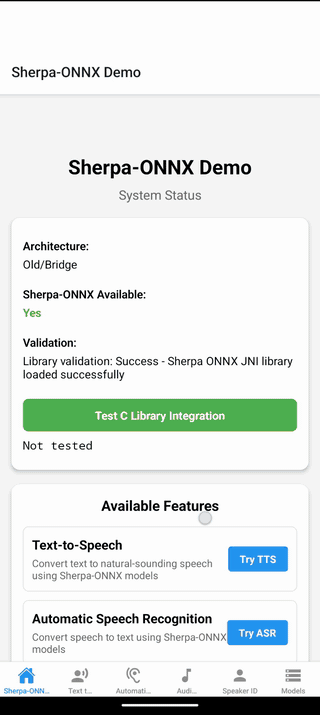 Sherpa-ONNX Demo
Sherpa-ONNX Demo
System Status
Architecture:
Old/Bridge
Sherpa-ONNX Available:
Yes
Validation:
Library validation: Success - Sherpa ONNX JNI library
loaded successfully
Test C Library Integration
Not tested
Available Features
Text-to-Speech
Convert text to natural-sounding speech
using Sherpa-ONNX models
Try TTS
Automatic Speech Recognition
Convert speech to text using Sherpa-ONNX
models
Try ASR
Sherpa-ONN... Text t... Automati... Audi... Speaker ID Models